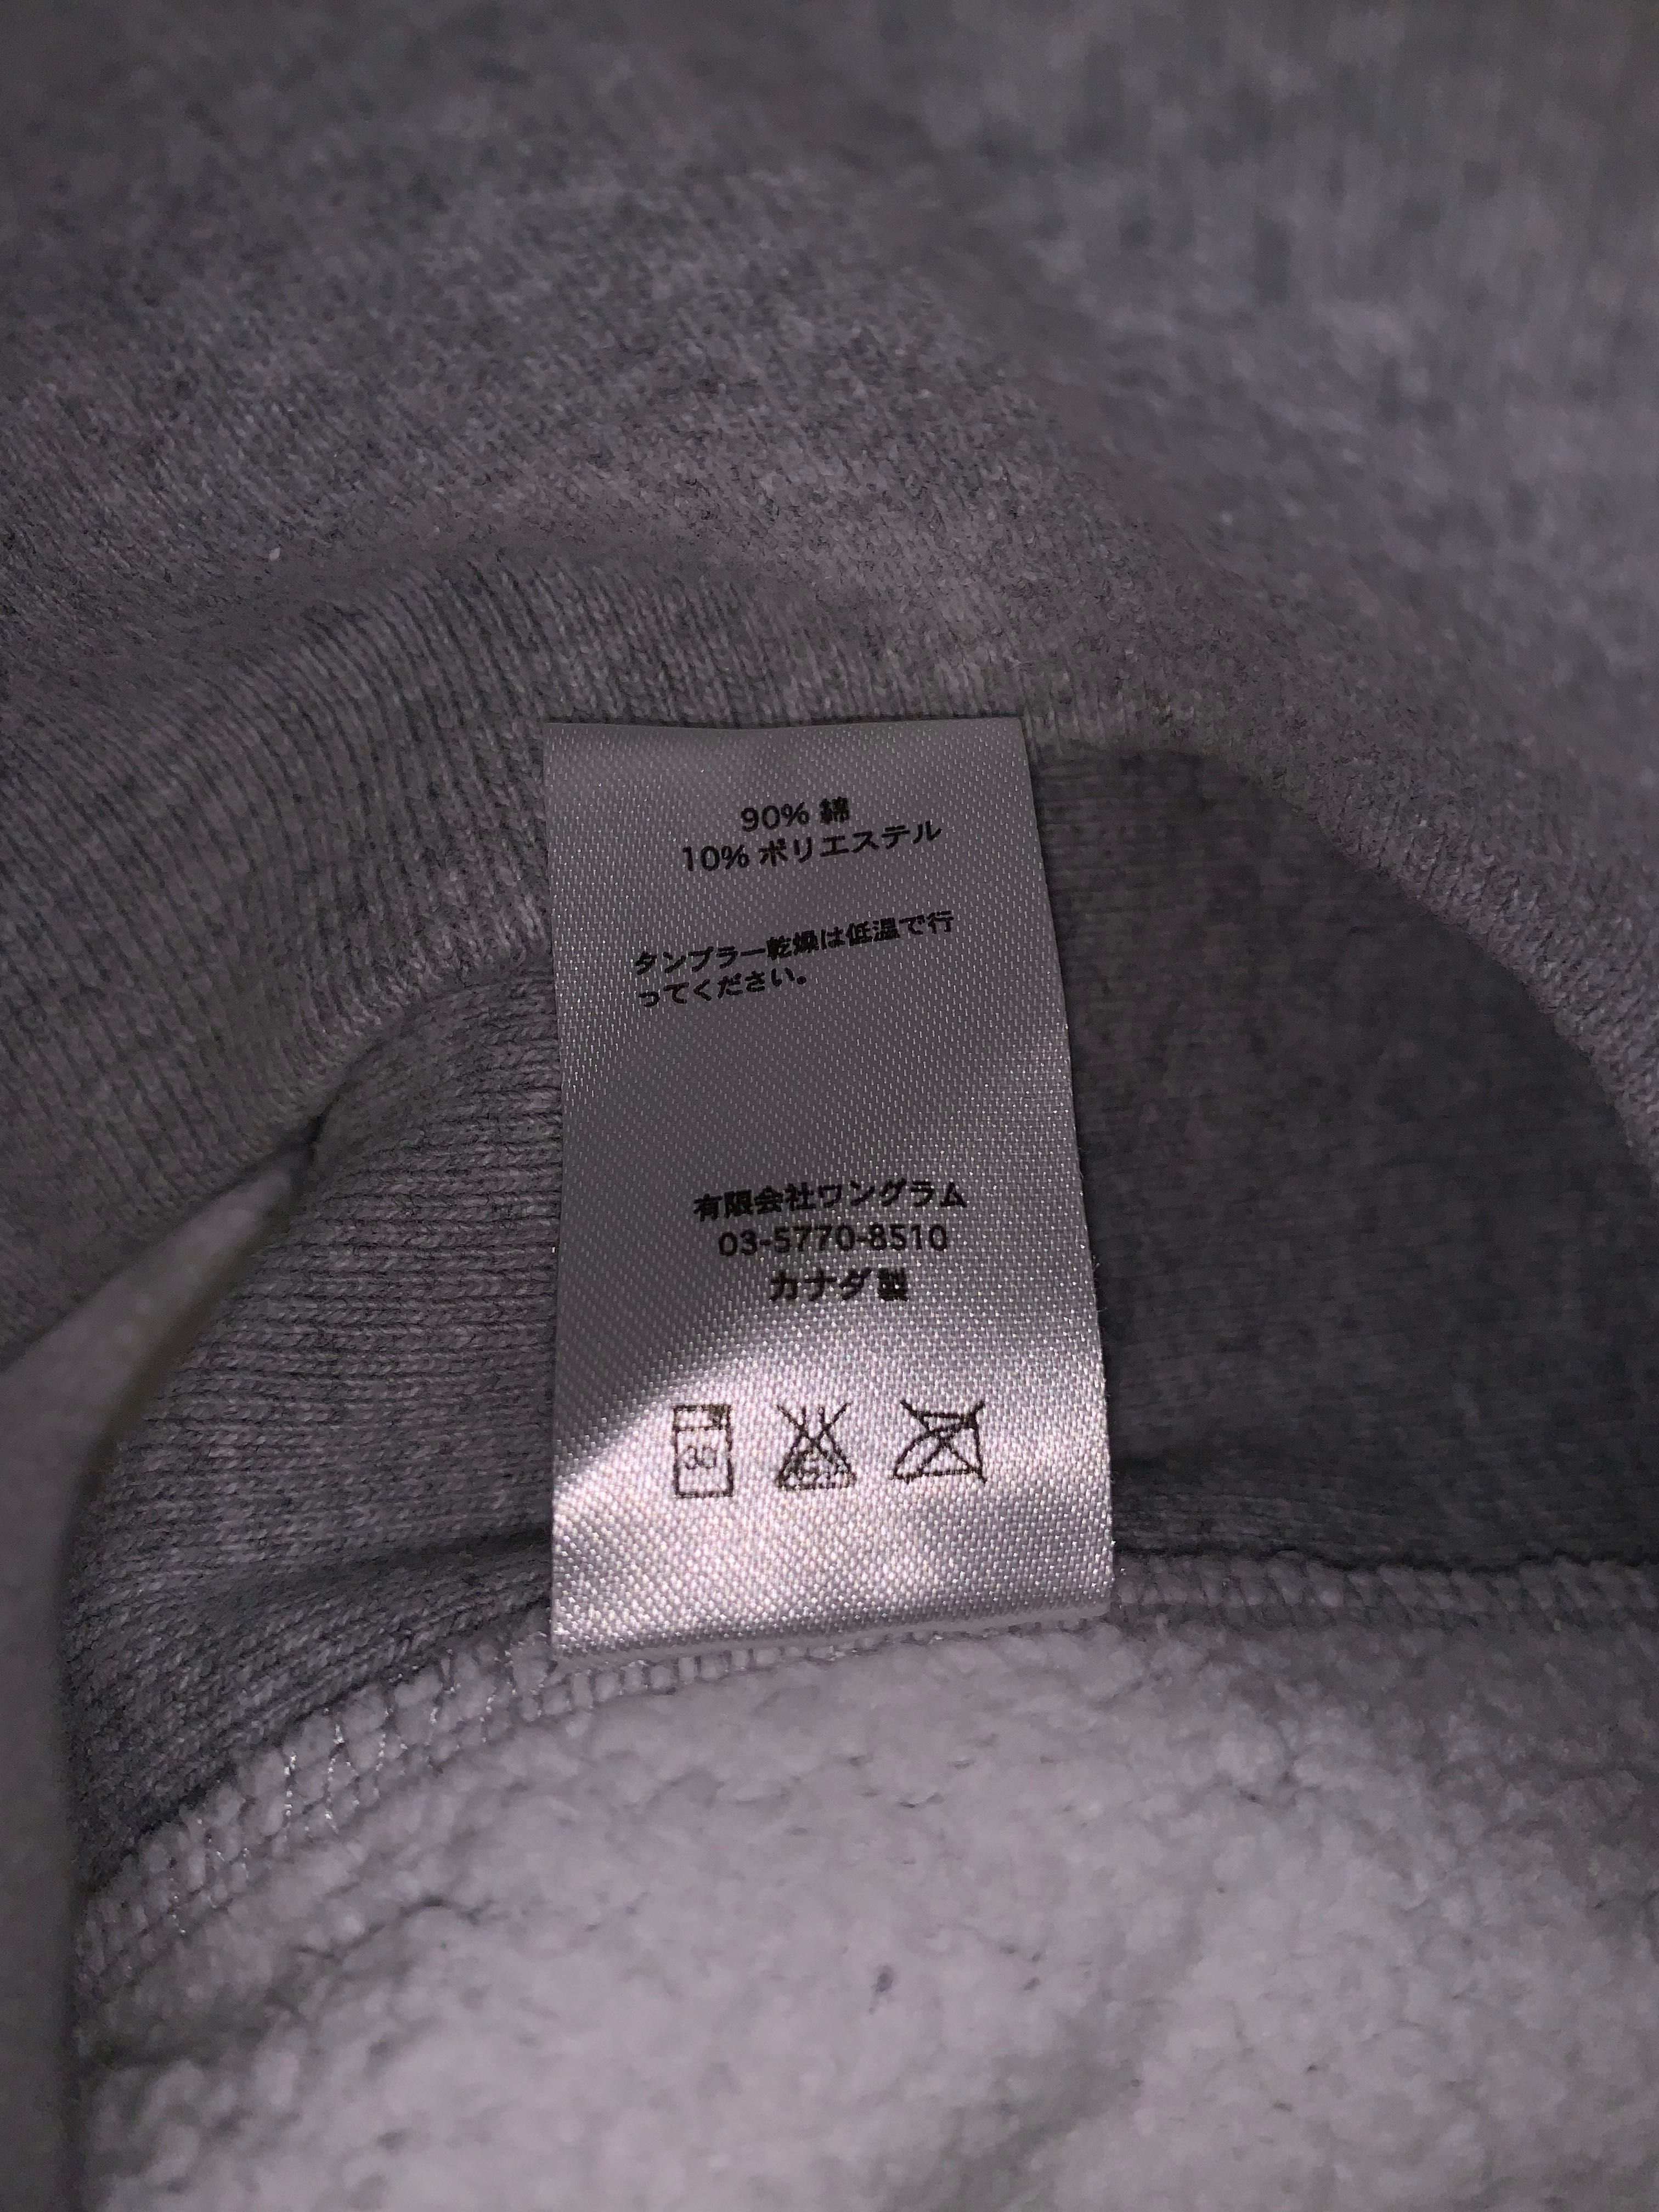 90% 綿
10% ポリエステル
タンブラー乾燥は低温で行
ってください。
有限会社ワングラム
03-5770-8510
カナダ製
30